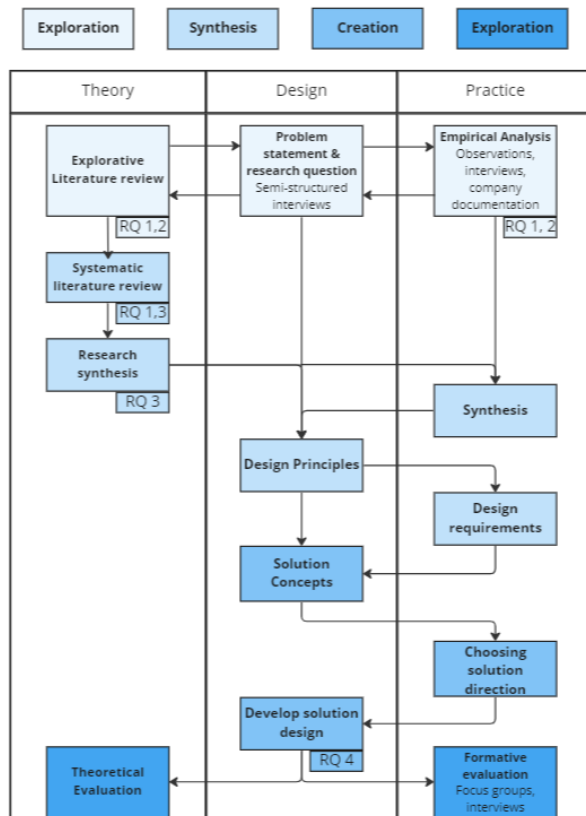 Exploration
Synthesis
Creation
Exploration
Theory
Design
Practice
Explorative
Literature review
RQ 1,2
Problem
statement &
research question
Semi-structured
interviews
Empirical Analysis
Observations,
interviews,
company
documentation
RQ 1, 2
Systematic
literature review
RQ 1,3
Research
synthesis
RQ 3
Synthesis
Design Principles
Design
requirements
Solution
Concepts
Choosing
solution
direction
Develop solution
design
RQ 4
Theoretical
Evaluation
Formative
evaluation
Focus groups,
interviews